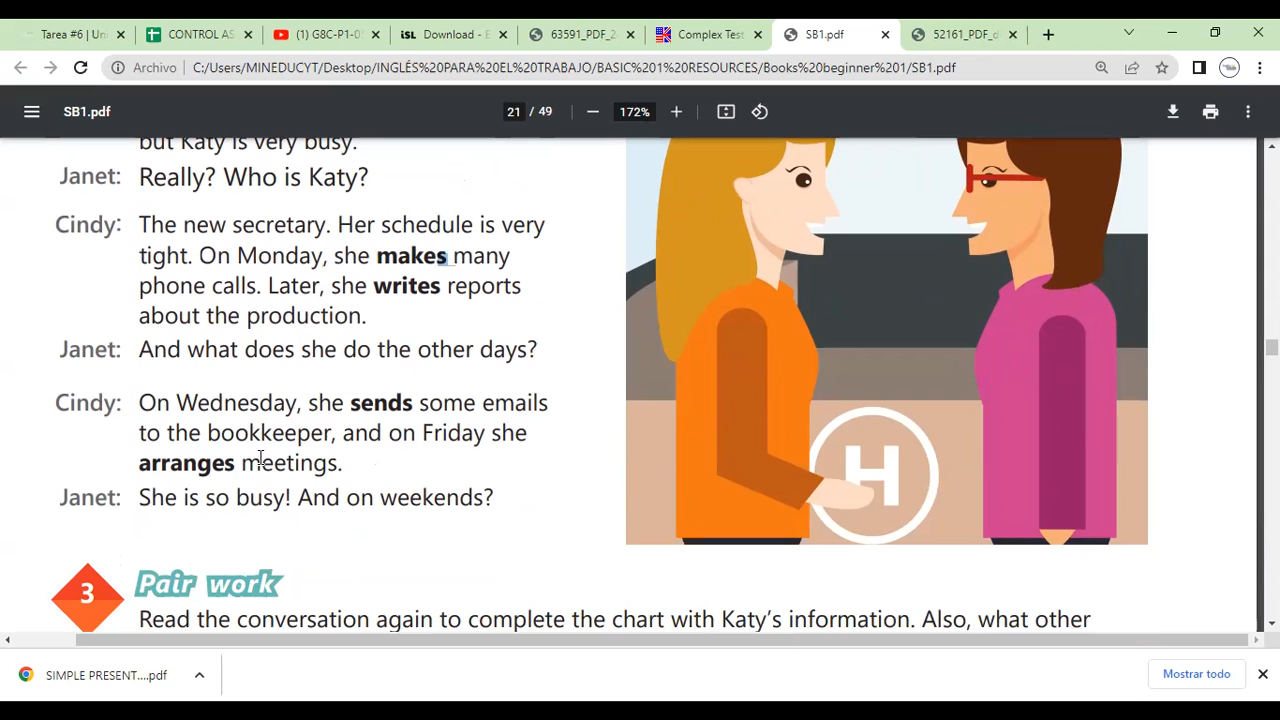 Tarea #6 | Uni
CONTROL AS
(1) G8C-P1-0
iSL Download - E
63591_PDF_2
Complex Test
SB1.pdf
52161_PDF_d
Archivo C:/Users/MINEDUCYT/Desktop/INGLÉS%20PARA%20EL%20TRABAJO/BASIC%201%20RESOURCES/Books%20beginner%201/SB1.pdf
SB1.pdf 21 / 49 172%
but Katy is very busy.
Janet: Really? Who is Katy?
Cindy: The new secretary. Her schedule is very
tight. On Monday, she makes many
phone calls. Later, she writes reports
about the production.
Janet: And what does she do the other days?
Cindy: On Wednesday, she sends some emails
to the bookkeeper, and on Friday she
arranges meetings.
Janet: She is so busy! And on weekends?
H
3 Pair work
Read the conversation again to complete the chart with Katy's information. Also, what other
SIMPLE PRESENT....pdf
Mostrar todo